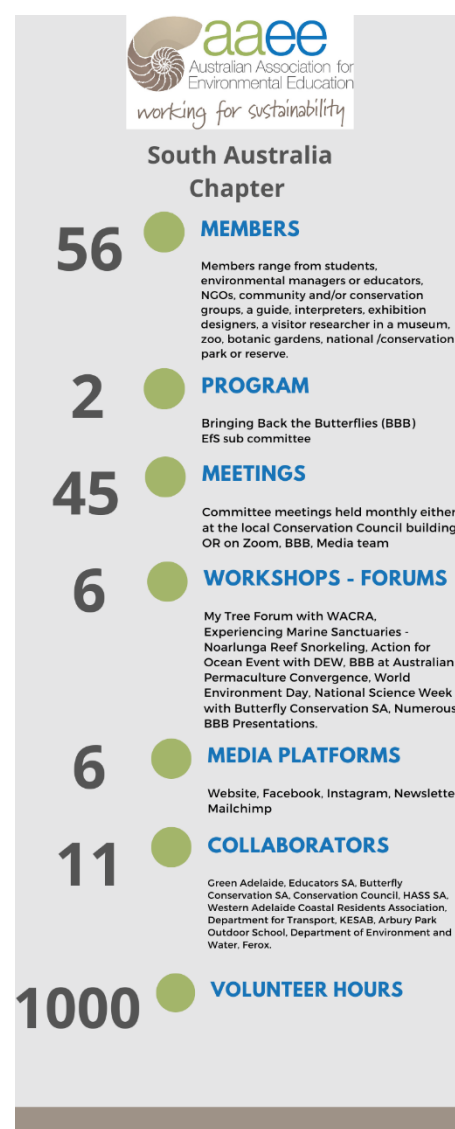 aaee
Australian Association for
Environmental Education
working for sustainability
South Australia
Chapter
56
MEMBERS
Members range from students,
environmental managers or educators,
NGOs, community and/or conservation
groups, a guide, interpreters, exhibition
designers, a visitor researcher in a museum,
zoo, botanic gardens, national /conservation
park or reserve.
2
PROGRAM
Bringing Back the Butterflies (BBB)
EfS sub committee
45
MEETINGS
Committee meetings held monthly either
at the local Conservation Council building
OR on Zoom, BBB, Media team
6
WORKSHOPS - FORUMS
My Tree Forum with WACRA,
Experiencing Marine Sanctuaries -
Noarlunga Reef Snorkeling, Action for
Ocean Event with DEW, BBB at Australian
Permaculture Convergence, World
Environment Day, National Science Week
with Butterfly Conservation SA, Numerous
BBB Presentations.
6
MEDIA PLATFORMS
Website, Facebook, Instagram, Newslette
Mailchimp
11
COLLABORATORS
Green Adelaide, Educators SA, Butterfly
Conservation SA, Conservation Council, HASS SA,
Western Adelaide Coastal Residents Association,
Department for Transport, KESAB, Arbury Park
Outdoor School, Department of Environment and
Water, Ferox.
1000
VOLUNTEER HOURS